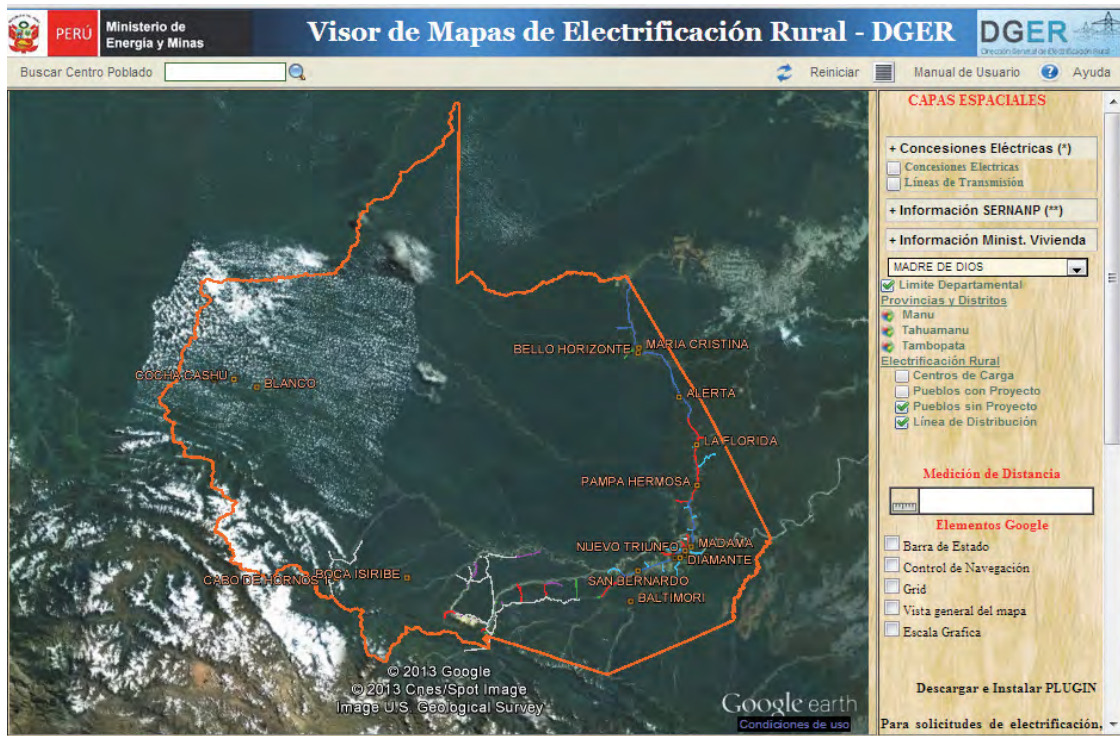 PERÚ
Ministerio de
Energía y Minas
Visor de Mapas de Electrificación Rural - DGER
DGER
Dirección General de Electrificación Rural
Buscar Centro Poblado
Reiniciar
Manual de Usuario
Ayuda
BELLO HORIZONTE
MARIA CRISTINA
COCHA CASHU
BLANCO
ALERTA
LA FLORIDA
PAMPA HERMOSA
NUEVO TRIUNFO
MADAMA
DIAMANTE
CABO DE HORNOS 1
BOCA ISIRIBE
SAN BERNARDO
BALTIMORI
© 2013 Google
© 2013 Cnes/Spot Image
Image U.S. Geological Survey
Google earth
Condiciones de uso
CAPAS ESPACIALES
+ Concesiones Eléctricas (*)
Concesiones Electricas
Líneas de Transmisión
+ Información SERNANP (**)
+ Información Minist. Vivienda
MADRE DE DIOS
Limite Departamental
Provincias y Distritos
Manu
Tahuamanu
Tambopata
Electrificación Rural
Centros de Carga
Pueblos con Proyecto
Pueblos sin Proyecto
Línea de Distribución
Medición de Distancia
Elementos Google
Barra de Estado
Control de Navegación
Grid
Vista general del mapa
Escala Grafica
Descargar e Instalar PLUGIN
Para solicitudes de electrificación,